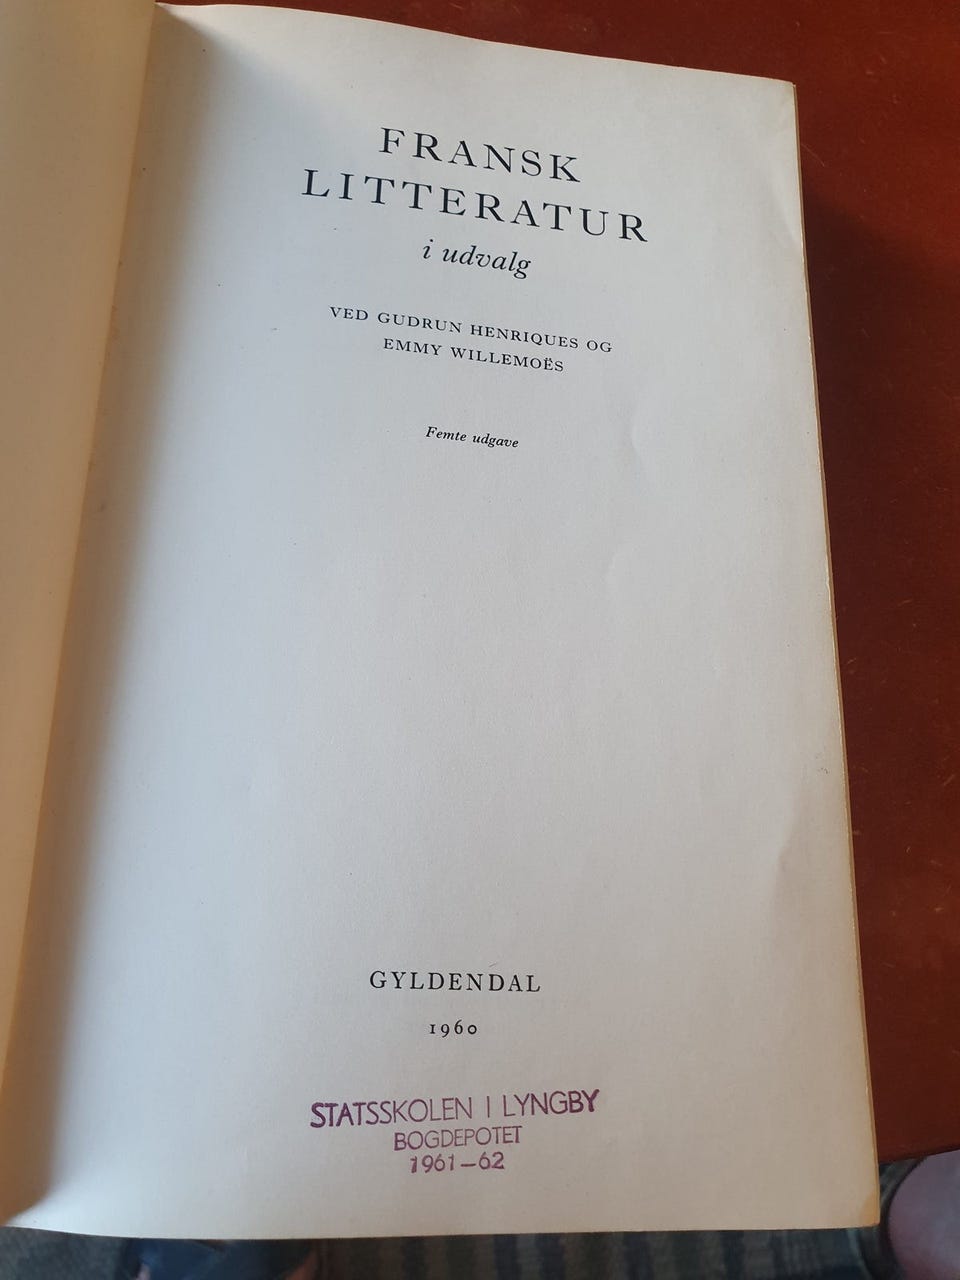 FRANSK
LITTERATUR
i udvalg
VED GUDRUN HENRIQUES OG
EMMY WILLEMOËS
Femte udgave
GYLDENDAL
1960
STATSSKOLEN I LYNGBY
BOGDEPOTET
1961-62